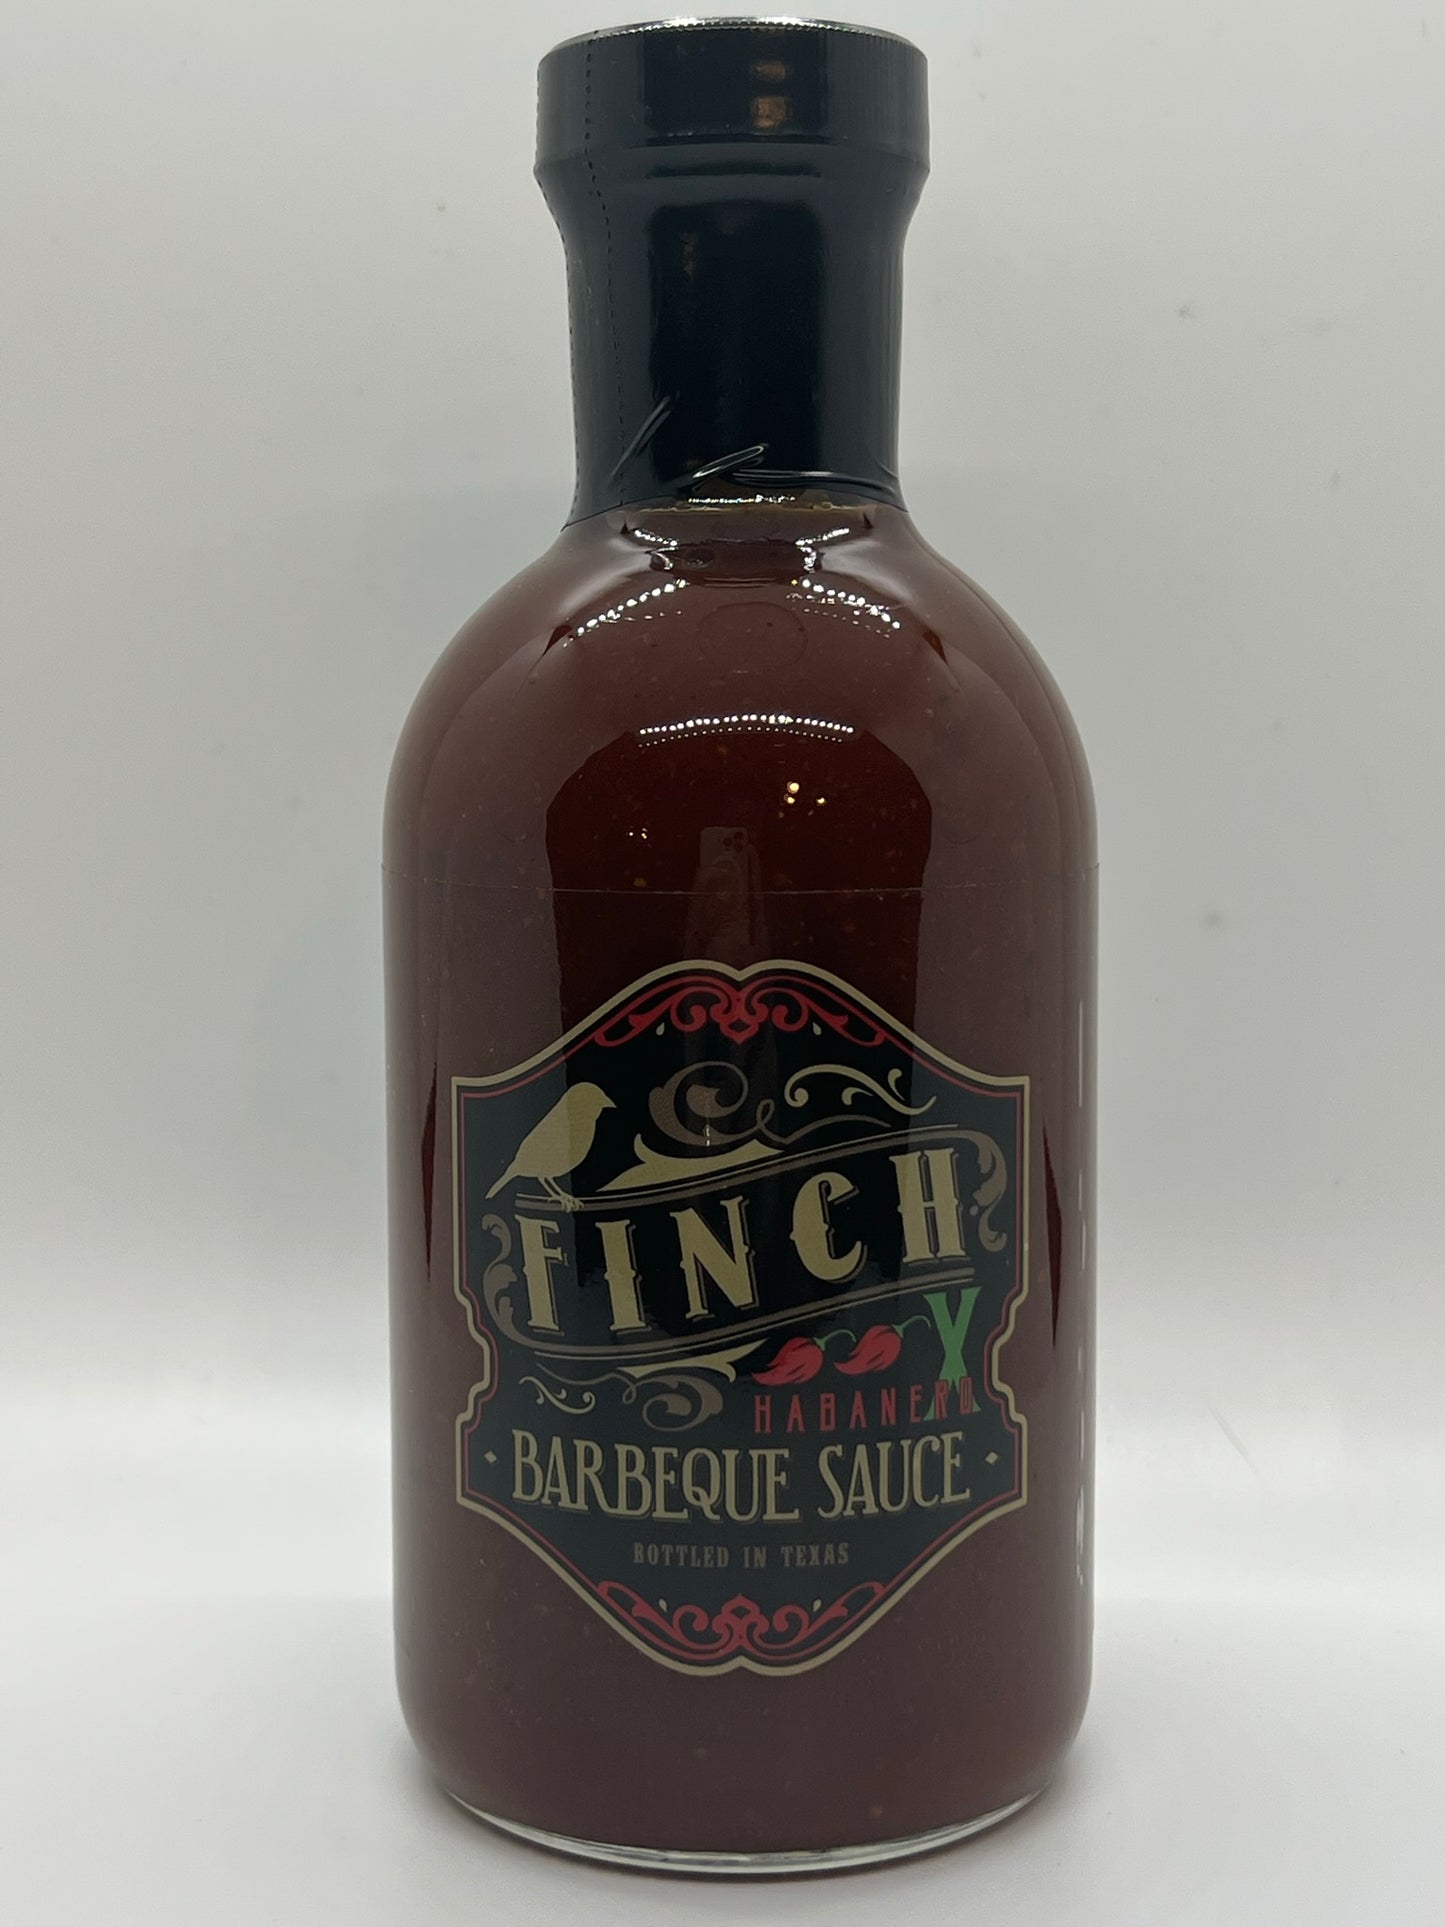 FINCH
X
HABANERO
BARBEQUE SAUCE
BOTTLED IN TEXAS